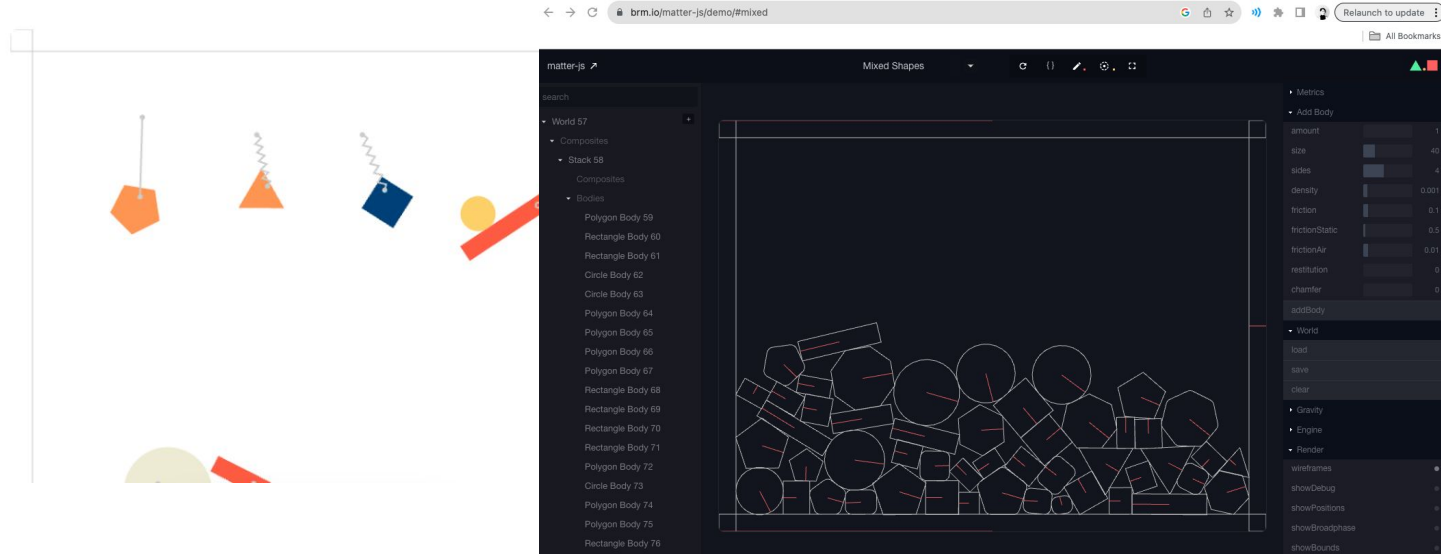 brm.io/matter-js/demo/#mixed
Relaunch to update
All Bookmarks
matter-js
Mixed Shapes
{ }
search
World 57
+
Composites
Stack 58
Composites
Bodies
Polygon Body 59
Rectangle Body 60
Rectangle Body 61
Circle Body 62
Circle Body 63
Polygon Body 64
Polygon Body 65
Polygon Body 66
Polygon Body 67
Rectangle Body 68
Rectangle Body 69
Rectangle Body 70
Rectangle Body 71
Polygon Body 72
Circle Body 73
Polygon Body 74
Polygon Body 75
Rectangle Body 76
Metrics
Add Body
amount 1
size 40
sides 4
density 0.001
friction 0.1
frictionStatic 0.5
frictionAir 0.01
restitution 0
chamfer 0
addBody
World
load
save
clear
Gravity
Engine
Render
wireframes
showDebug
showPositions
showBroadphase
showBounds